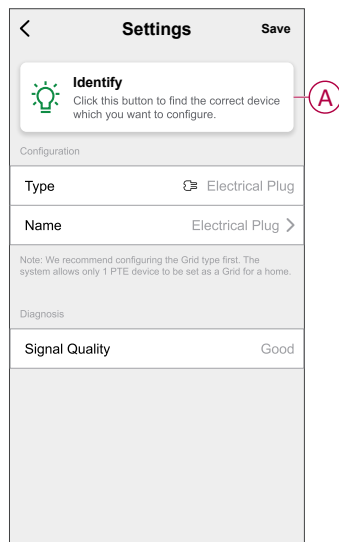 Settings
Save
Identify
Click this button to find the correct device
which you want to configure.
A
Configuration
Type
Electrical Plug
Name
Electrical Plug
Note: We recommend configuring the Grid type first. The
system allows only 1 PTE device to be set as a Grid for a home.
Diagnosis
Signal Quality
Good